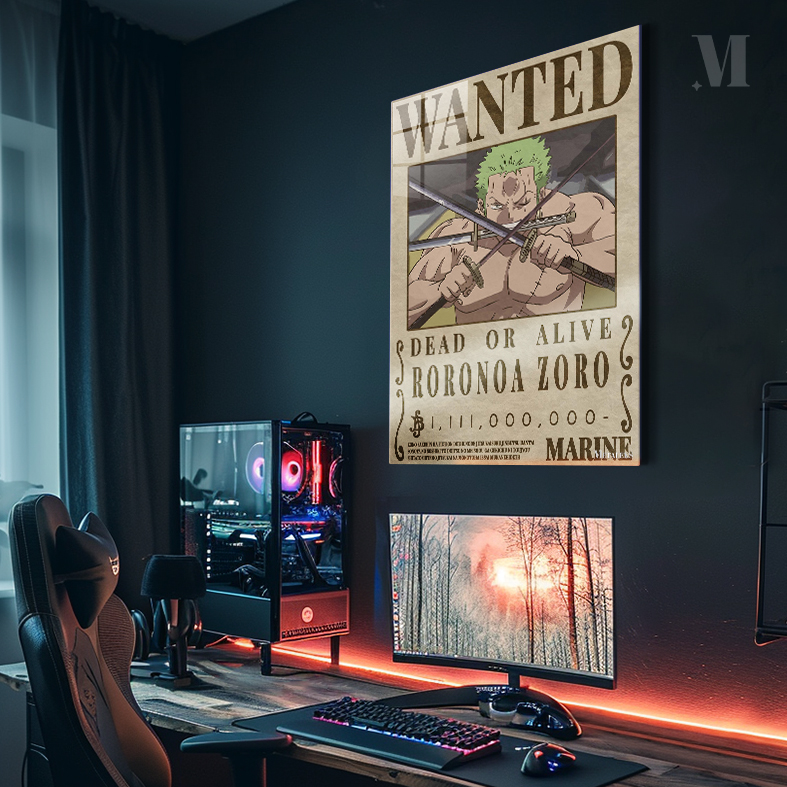 M
WANTED
DEAD OR ALIVE
RORONOA ZORO
฿1,111,000,000-
MARINE